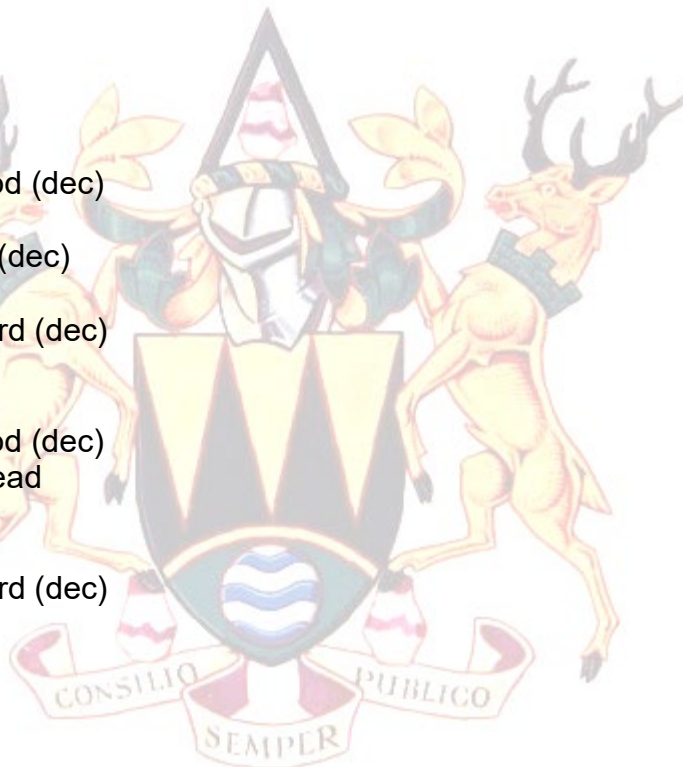 od (dec)
(dec)
rd (dec)
od (dec)
ead
rd (dec)
CONSILIO
PUBLICO
SEMPER